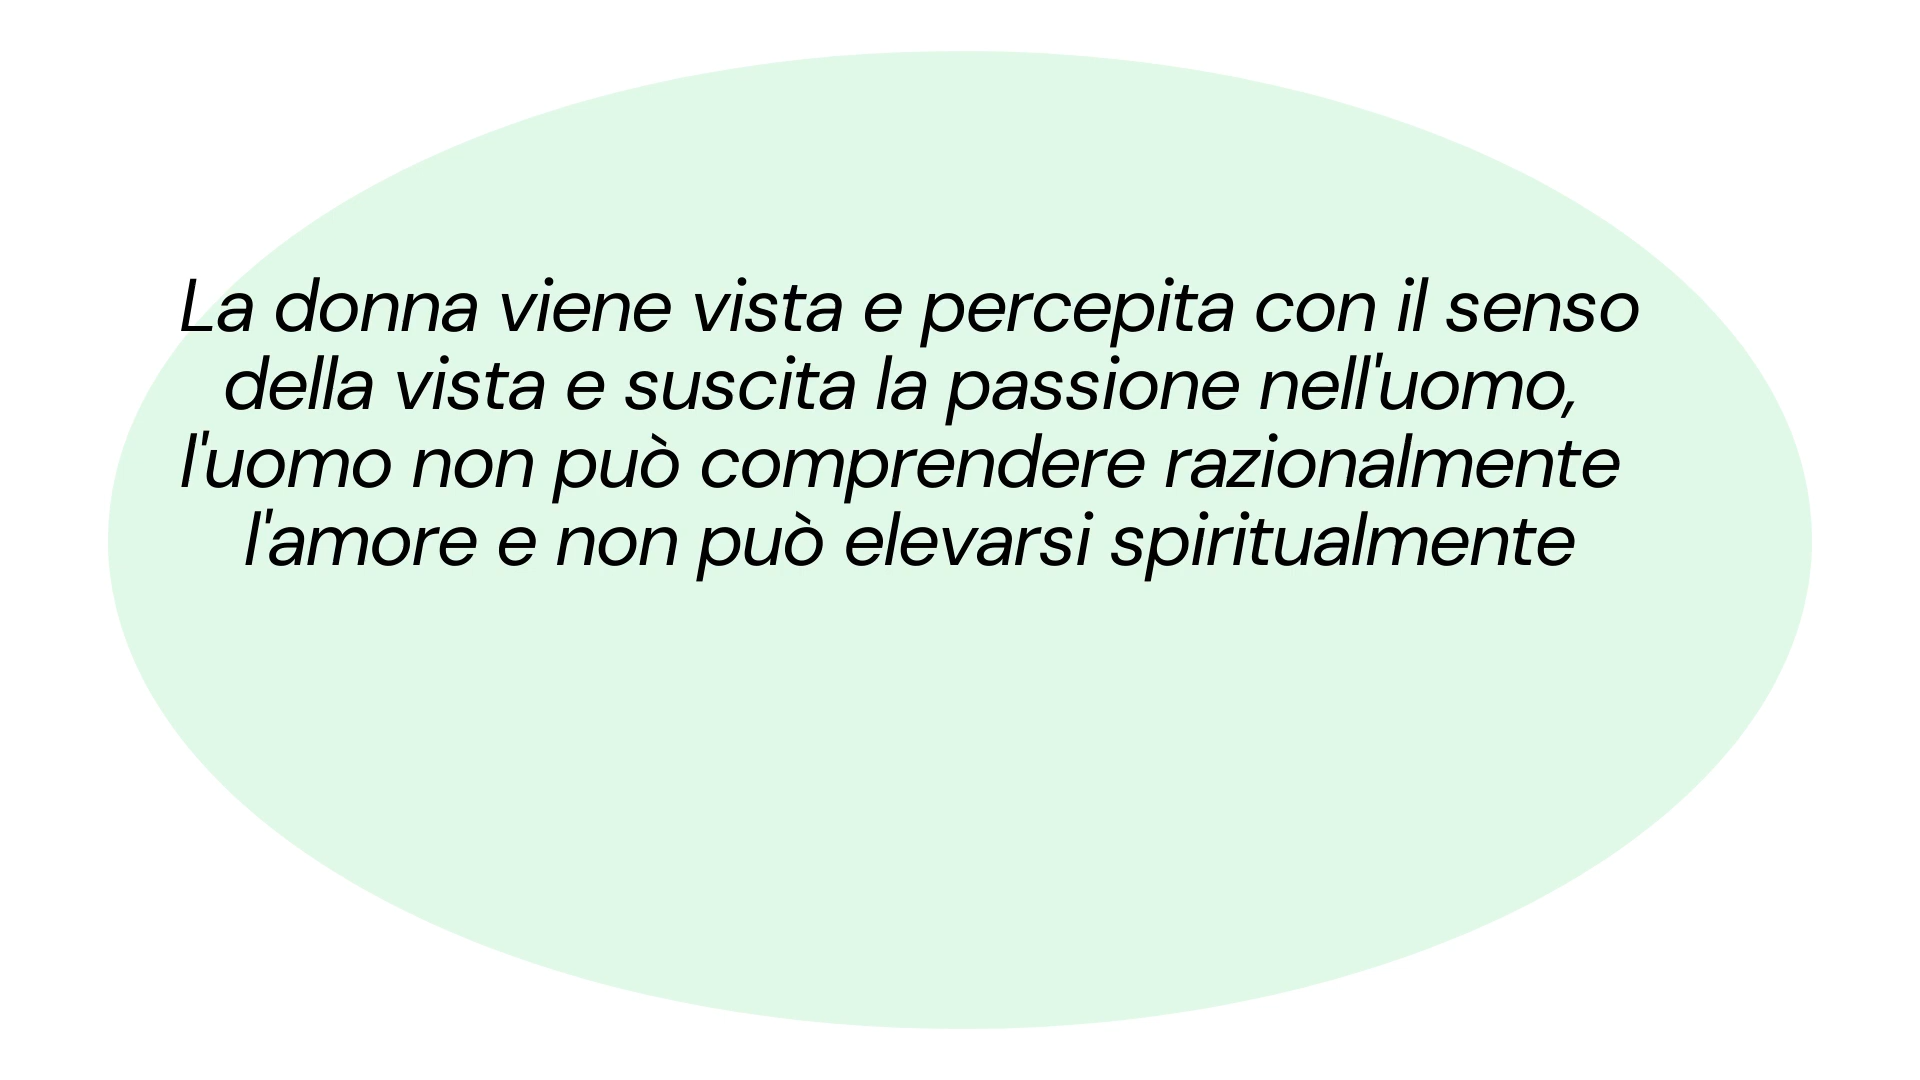 La donna viene vista e percepita con il senso
della vista e suscita la passione nell'uomo,
l'uomo non può comprendere razionalmente
l'amore e non può elevarsi spiritualmente